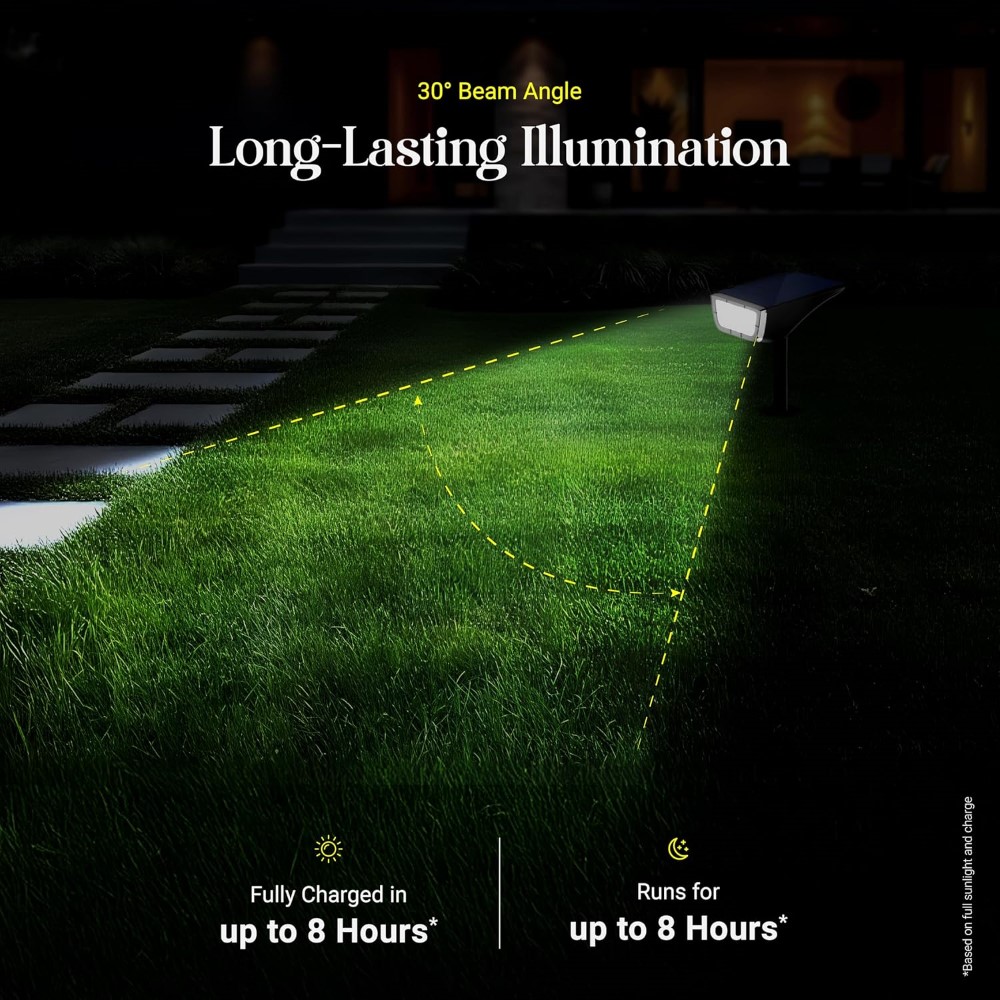 30° Beam Angle
Long-Lasting Illumination
Fully Charged in
up to 8 Hours*
Runs for
up to 8 Hours*
*Based on full sunlight and charge